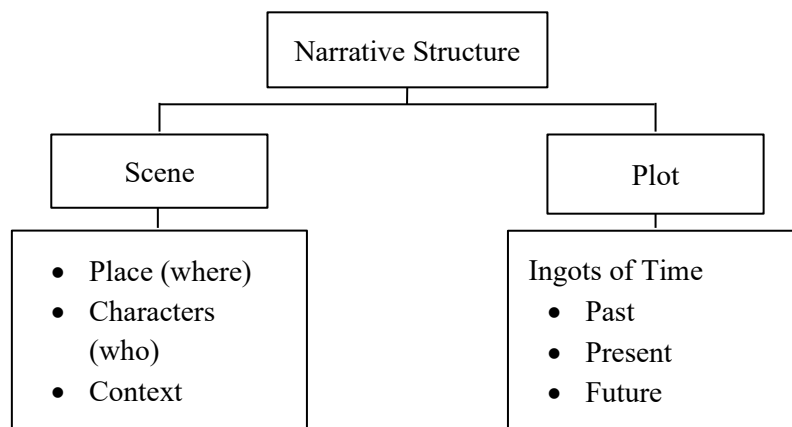 Narrative Structure
Scene
Plot
• Place (where)
• Characters
(who)
• Context
Ingots of Time
• Past
• Present
• Future